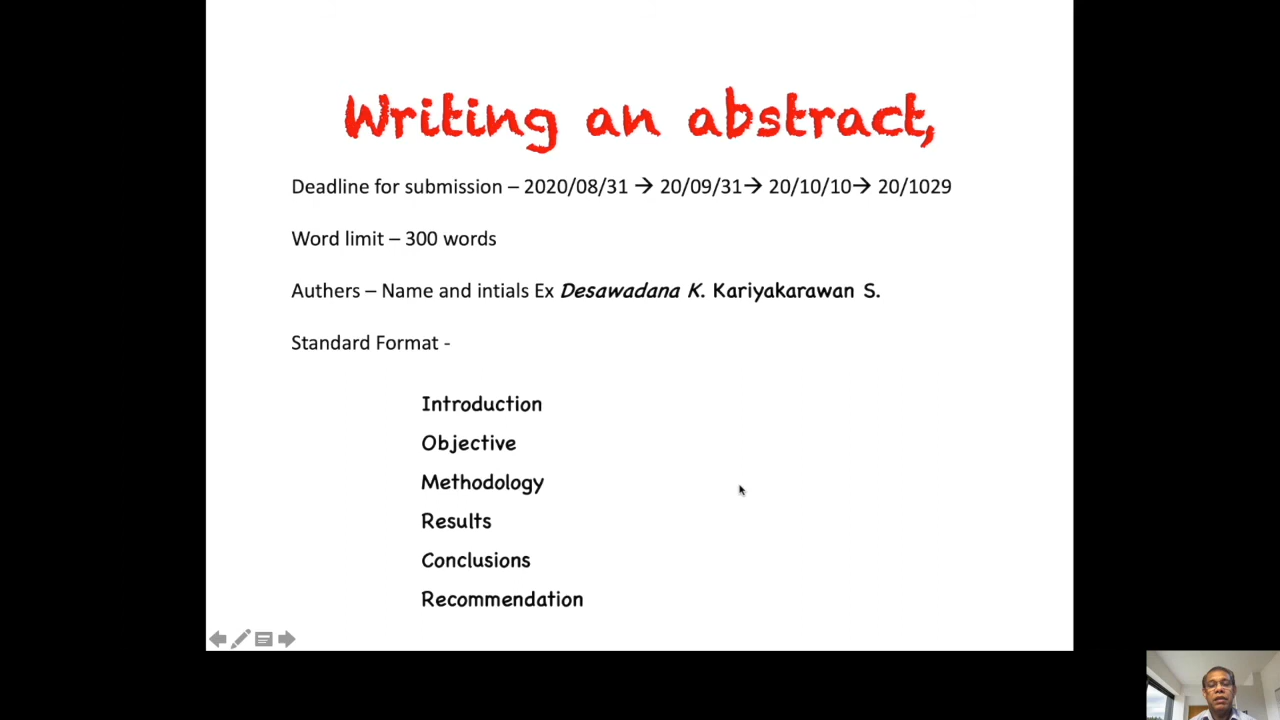 Writing an abstract,
Deadline for submission – 2020/08/31 → 20/09/31→ 20/10/10→ 20/1029
Word limit – 300 words
Authers – Name and intials Ex Desawadana K. Kariyakarawan S.
Standard Format -
Introduction
Objective
Methodology
Results
Conclusions
Recommendation